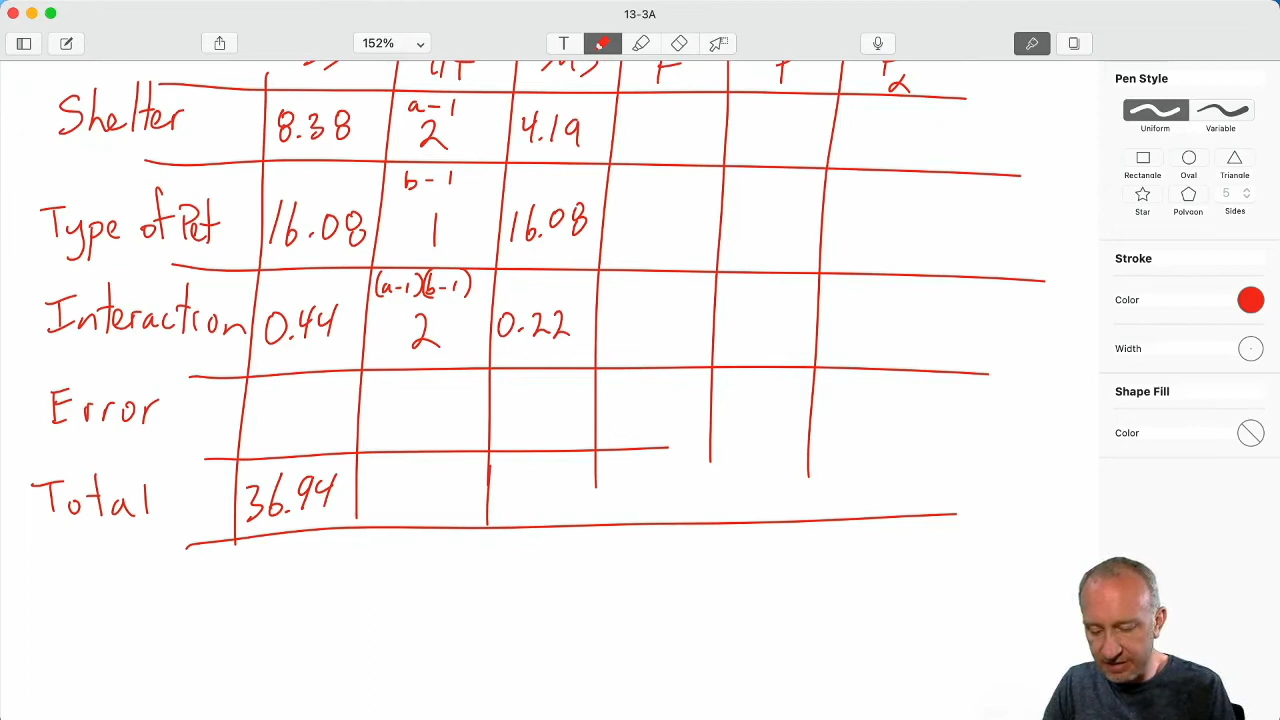 13-3A
152%
T
Pen Style
Uniform
Variable
Rectangle
Oval
Triangle
Star
Polygon
5
Sides
Stroke
Color
Width
Shape Fill
Color
α
Shelter 8.38 a-1 2 4.19
Type of Pet 16.08 b-1 1 16.08
Interaction 0.44 (a-1)(b-1) 2 0.22
Error
Total 36.94